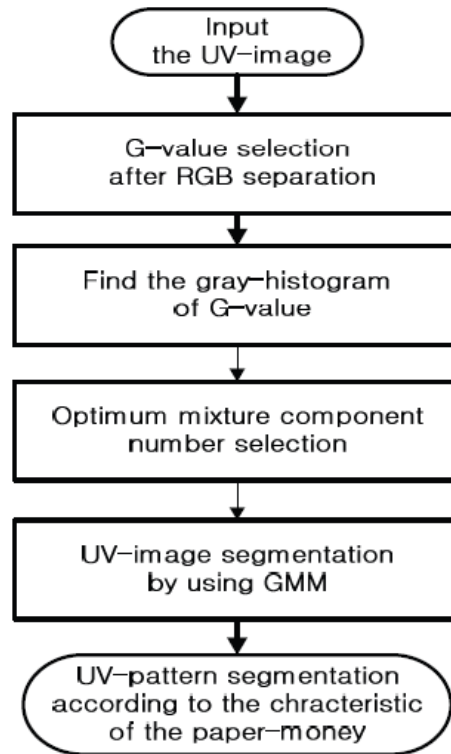 Input
the UV-image
G-value selection
after RGB separation
Find the gray-histogram
of G-value
Optimum mixture component
number selection
UV-image segmentation
by using GMM
UV-pattern segmentation
according to the chracteristic
of the paper-money